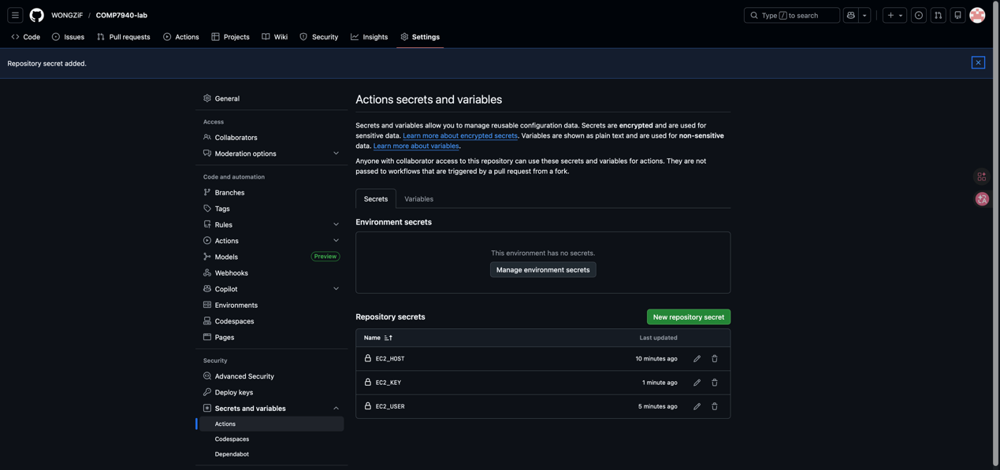 WONGZiF / COMP7940-lab
Type / to search
Code
Issues
Pull requests
Actions
Projects
Wiki
Security
Insights
Settings
Repository secret added.
General
Access
Collaborators
Moderation options
Code and automation
Branches
Tags
Rules
Actions
Models Preview
Webhooks
Copilot
Environments
Codespaces
Pages
Security
Advanced Security
Deploy keys
Secrets and variables
Actions
Codespaces
Dependabot
Actions secrets and variables
Secrets and variables allow you to manage reusable configuration data. Secrets are encrypted and are used for
sensitive data. Learn more about encrypted secrets. Variables are shown as plain text and are used for non-sensitive
data. Learn more about variables.
Anyone with collaborator access to this repository can use these secrets and variables for actions. They are not
passed to workflows that are triggered by a pull request from a fork.
Secrets
Variables
Environment secrets
This environment has no secrets.
Manage environment secrets
Repository secrets
New repository secret
Name Last updated
EC2_HOST 10 minutes ago
EC2_KEY 1 minute ago
EC2_USER 5 minutes ago